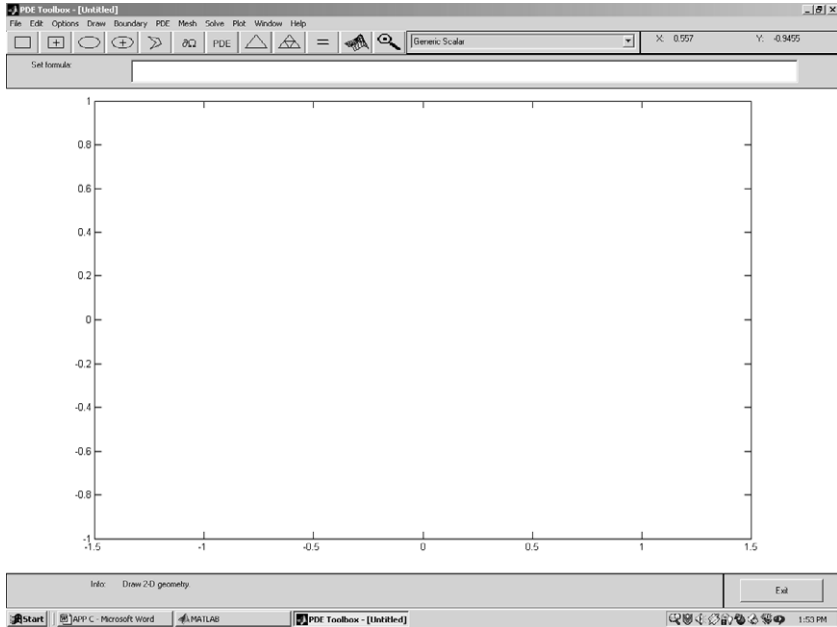 PDE Toolbox - [Untitled]
File Edit Options Draw Boundary PDE Mesh Solve Plot Window Help
∂Ω PDE = Generic Scalar X: 0.557 Y: -0.9455
Set formula:
1
0.8
0.6
0.4
0.2
0
-0.2
-0.4
-0.6
-0.8
-1
-1.5 -1 -0.5 0 0.5 1 1.5
Info: Draw 2-D geometry. Exit
Start APP C - Microsoft Word MATLAB PDE Toolbox - [Untitled] 1:53 PM